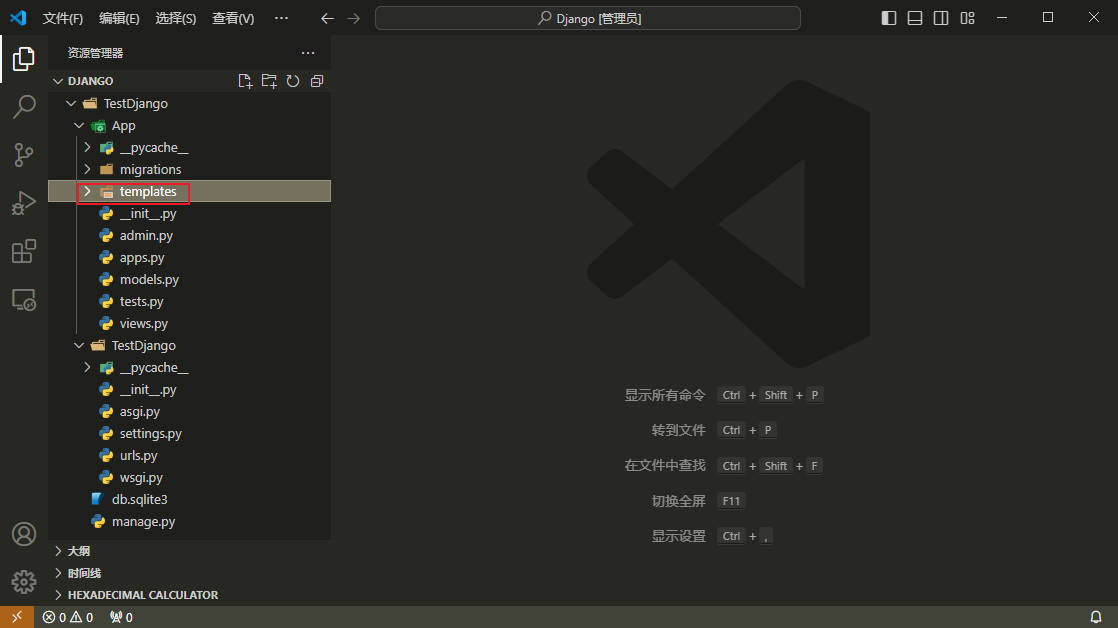 文件(F) 编辑(E) 选择(S) 查看(V) ··· Django [管理员]
资源管理器 ···
DJANGO
TestDjango
App
__pycache__
migrations
templates
__init__.py
admin.py
apps.py
models.py
tests.py
views.py
TestDjango
__pycache__
__init__.py
asgi.py
settings.py
urls.py
wsgi.py
db.sqlite3
manage.py
大纲
时间线
HEXADECIMAL CALCULATOR
显示所有命令 Ctrl + Shift + P
转到文件 Ctrl + P
在文件中查找 Ctrl + Shift + F
切换全屏 F11
显示设置 Ctrl + ,
0 0 0